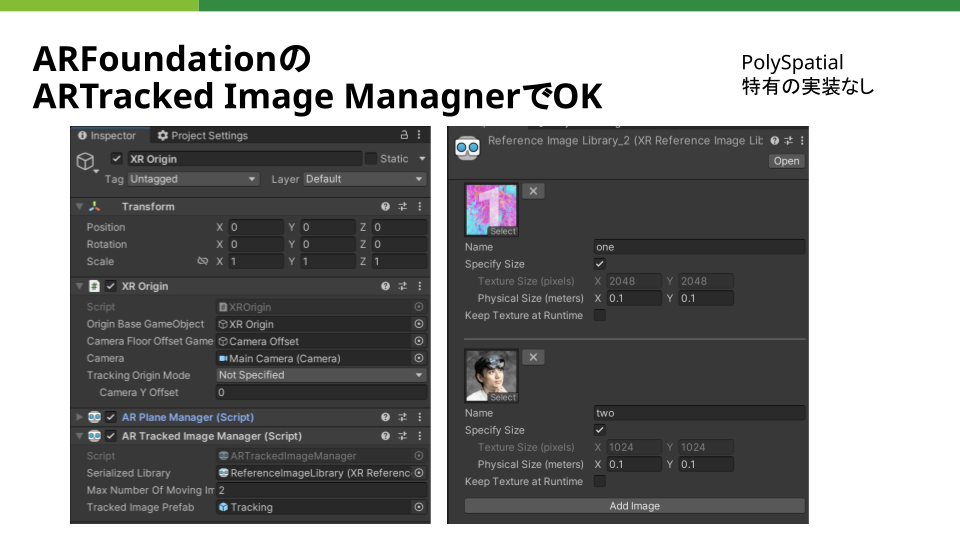 ARFoundationの
ARTracked Image ManagnerでOK
PolySpatial
特有の実装なし
Inspector Project Settings
XR Origin Static
Tag Untagged Layer Default
Transform
Position X 0 Y 0 Z 0
Rotation X 0 Y 0 Z 0
Scale X 1 Y 1 Z 1
XR Origin
Script XROrigin
Origin Base GameObject XR Origin
Camera Floor Offset Game Camera Offset
Camera Main Camera (Camera)
Tracking Origin Mode Not Specified
Camera Y Offset 0
AR Plane Manager (Script)
AR Tracked Image Manager (Script)
Script ARTrackedImageManager
Serialized Library ReferenceImageLibrary (XR Referenc
Max Number Of Moving Im 2
Tracked Image Prefab Tracking
Reference Image Library_2 (XR Reference Image Lib
Open
1
Select
Name one
Specify Size
Texture Size (pixels) X 2048 Y 2048
Physical Size (meters) X 0.1 Y 0.1
Keep Texture at Runtime
Select
Name two
Specify Size
Texture Size (pixels) X 1024 Y 1024
Physical Size (meters) X 0.1 Y 0.1
Keep Texture at Runtime
Add Image